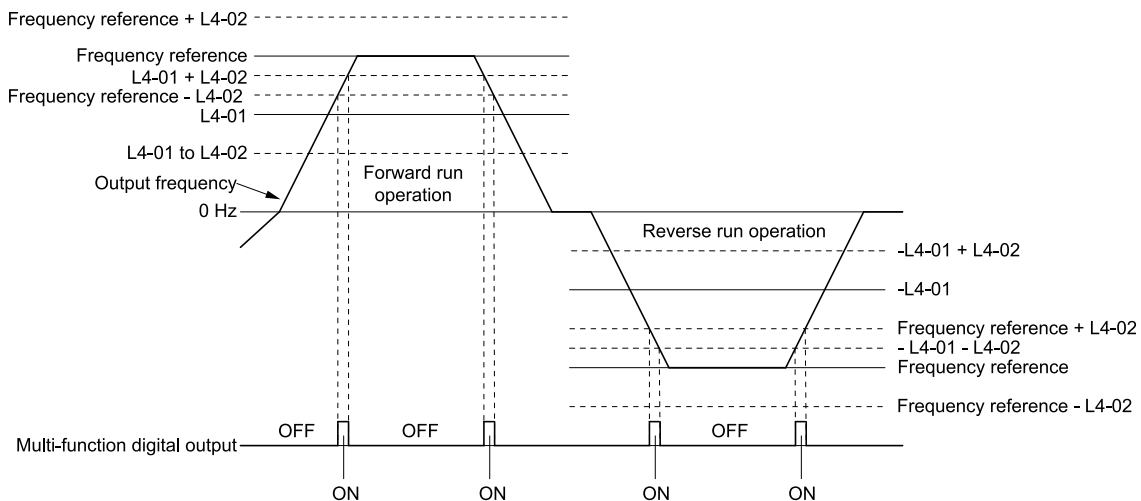 Frequency reference + L4-02
Frequency reference
L4-01 + L4-02
Frequency reference - L4-02
L4-01
L4-01 to L4-02
Output frequency
0 Hz
Forward run
operation
Reverse run operation
-L4-01 + L4-02
-L4-01
Frequency reference + L4-02
- L4-01 - L4-02
Frequency reference
Frequency reference - L4-02
Multi-function digital output
OFF
OFF
OFF
ON
ON
ON
ON